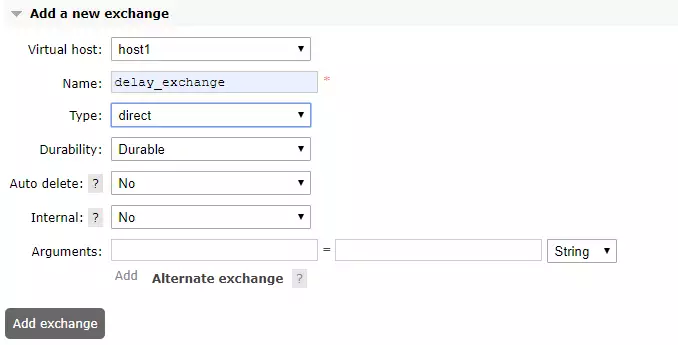 Add a new exchange
Virtual host: host1
Name: delay_exchange *
Type: direct
Durability: Durable
Auto delete: ? No
Internal: ? No
Arguments: = String
Add Alternate exchange ?
Add exchange